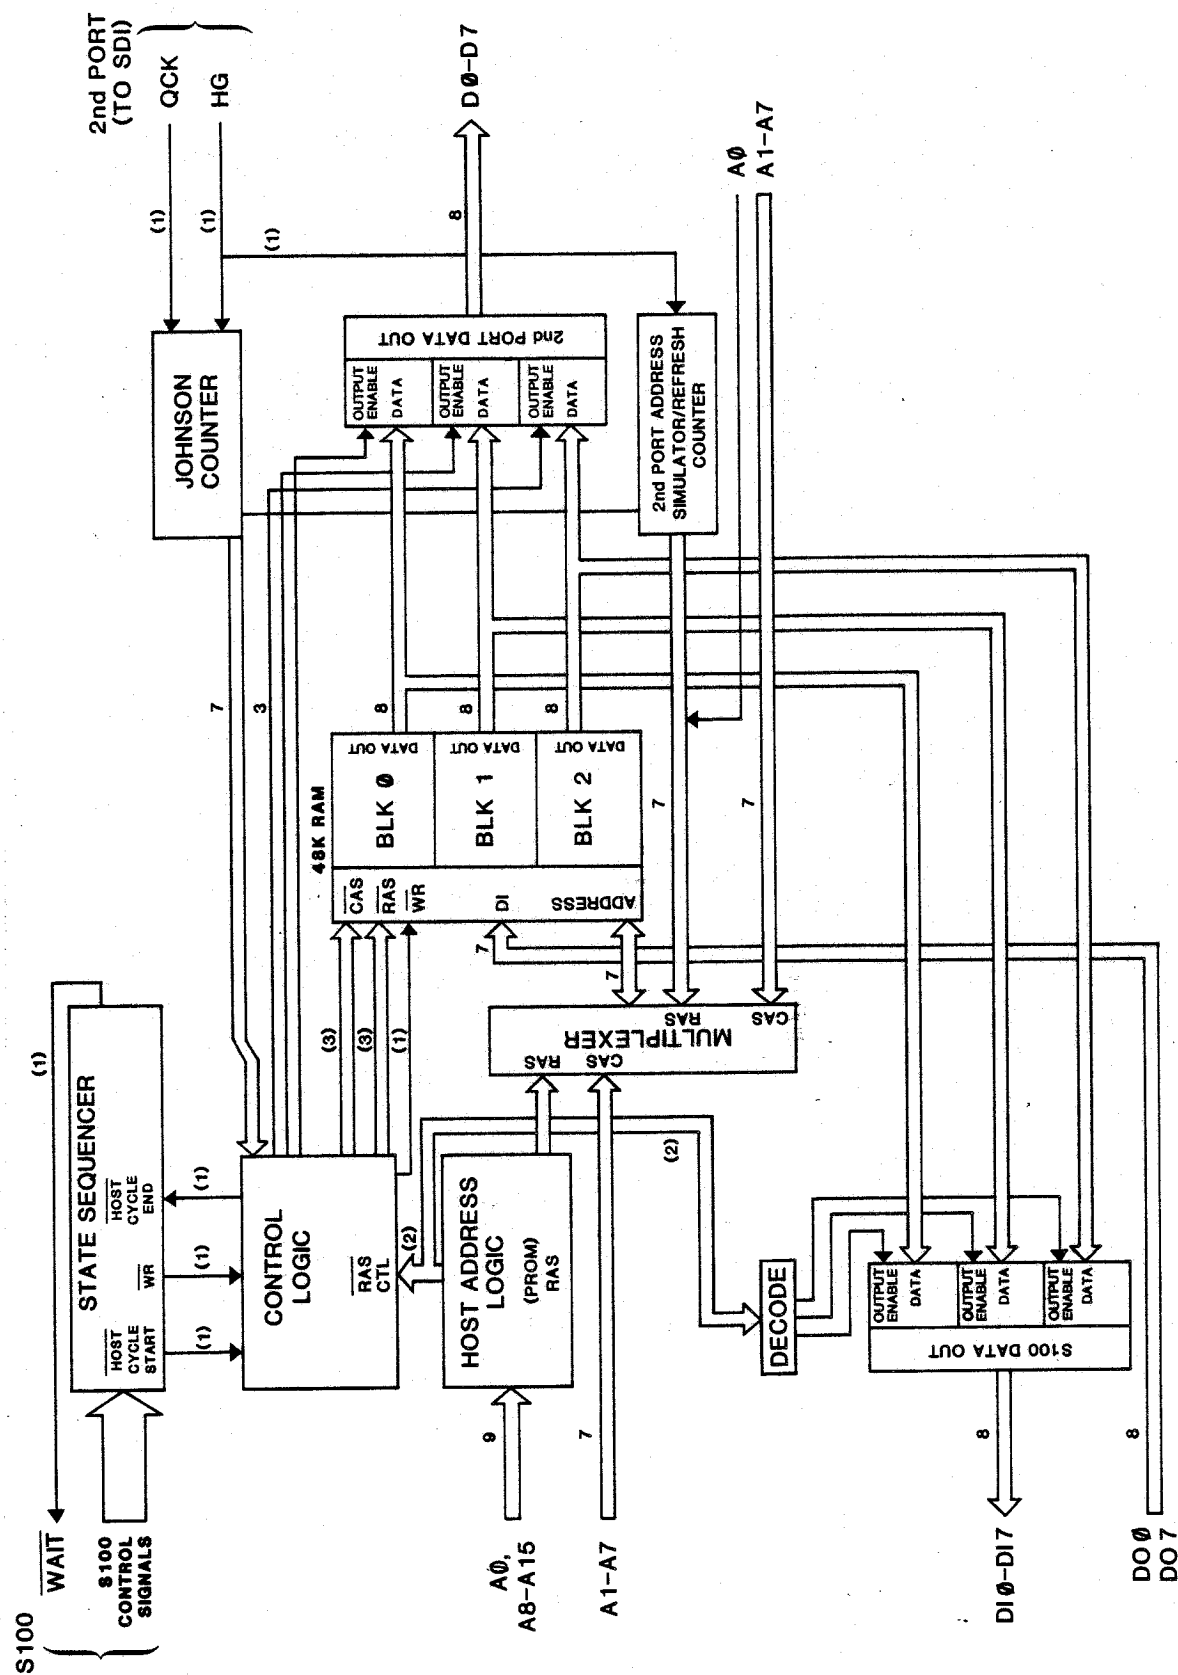 S100
WAIT
S100
CONTROL
SIGNALS
(1)
STATE SEQUENCER
HOST
CYCLE
START
WR
HOST
CYCLE
END
(1)
(1)
(1)
CONTROL
LOGIC
RAS
CTL
(2)
A0,
A8-A15
9
HOST ADDRESS
LOGIC
(PROM)
RAS
A1-A7
7
(2)
(3)
(3)
(1)
7
3
JOHNSON
COUNTER
2nd PORT
(TO SDI)
QCK
HG
(1)
(1)
(1)
48K RAM
CAS
RAS
WR
DI
ADDRESS
BLK 0
DATA OUT
BLK 1
DATA OUT
BLK 2
DATA OUT
8
8
8
OUTPUT
ENABLE
DATA
OUTPUT
ENABLE
DATA
OUTPUT
ENABLE
DATA
2nd PORT DATA OUT
8
D0-D7
7
7
MULTIPLEXER
RAS
CAS
RAS
CAS
7
7
2nd PORT ADDRESS
SIMULATOR/REFRESH
COUNTER
A0
A1-A7
DECODE
OUTPUT
ENABLE
DATA
OUTPUT
ENABLE
DATA
OUTPUT
ENABLE
DATA
S100 DATA OUT
8
DI0-DI7
8
DO0
DO7